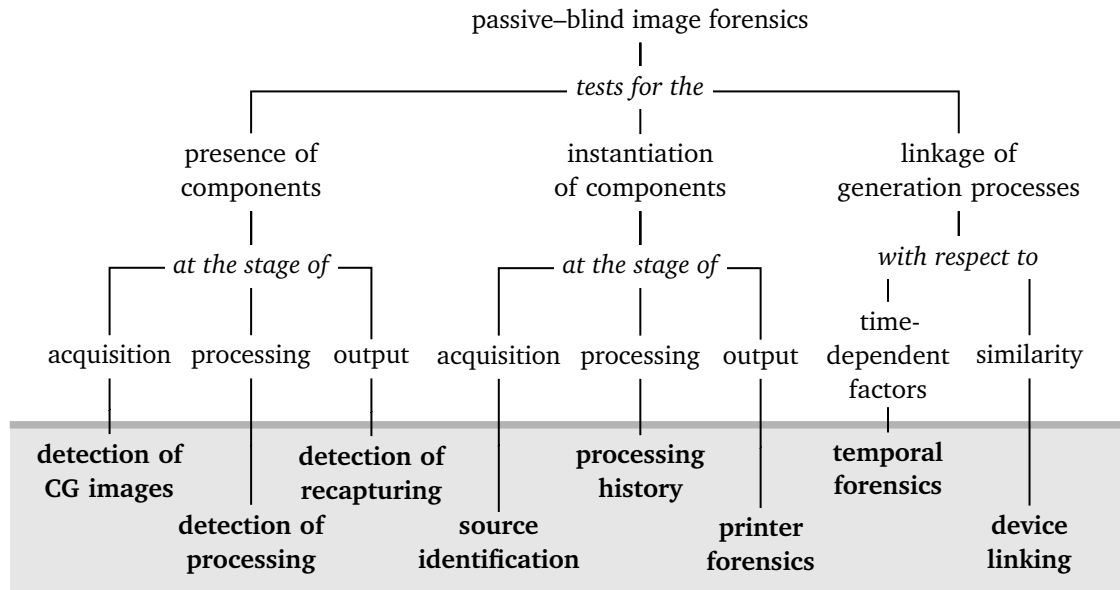 passive–blind image forensics
tests for the
presence of
components
instantiation
of components
linkage of
generation processes
at the stage of
at the stage of
with respect to
acquisition
processing
output
acquisition
processing
output
time-
dependent
factors
similarity
detection of
CG images
detection of
processing
detection of
recapturing
source
identification
processing
history
printer
forensics
temporal
forensics
device
linking